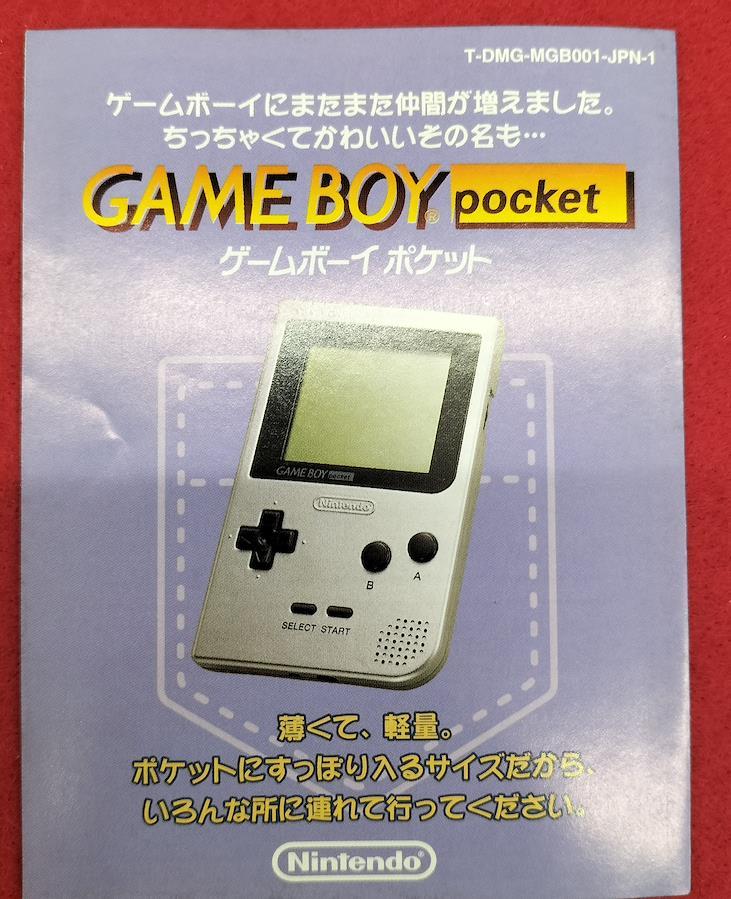 T-DMG-MGB001-JPN-1
ゲームボーイにまたまた仲間が増えました。
ちっちゃくてかわいいその名も…
GAME BOY® pocket
ゲームボーイ ポケット
GAME BOY pocket
Nintendo
B A
SELECT START
薄くて、軽量。
ポケットにすっぽり入るサイズだから、
いろんな所に連れて行ってください。
Nintendo®